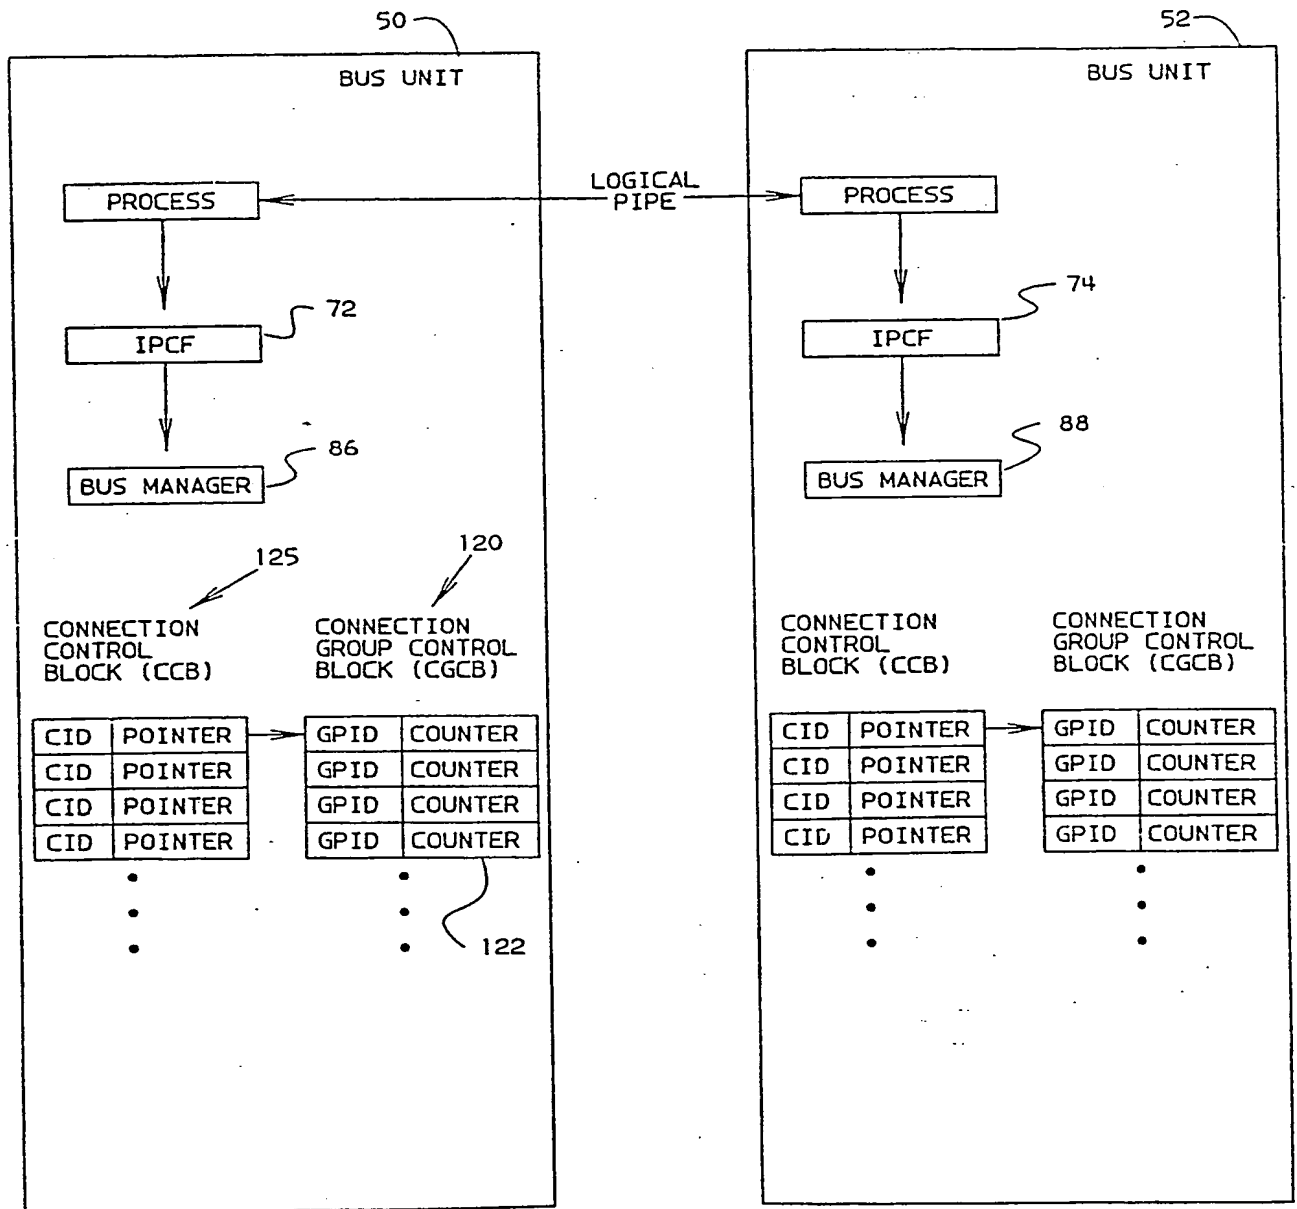 50
52
BUS UNIT
BUS UNIT
PROCESS
LOGICAL
PIPE
PROCESS
72
74
IPCF
IPCF
86
88
BUS MANAGER
BUS MANAGER
125
120
CONNECTION
CONTROL
BLOCK (CCB)
CONNECTION
GROUP CONTROL
BLOCK (CGCB)
CONNECTION
CONTROL
BLOCK (CCB)
CONNECTION
GROUP CONTROL
BLOCK (CGCB)
CID POINTER GPID COUNTER
CID POINTER GPID COUNTER
CID POINTER GPID COUNTER
CID POINTER GPID COUNTER
122
CID POINTER GPID COUNTER
CID POINTER GPID COUNTER
CID POINTER GPID COUNTER
CID POINTER GPID COUNTER